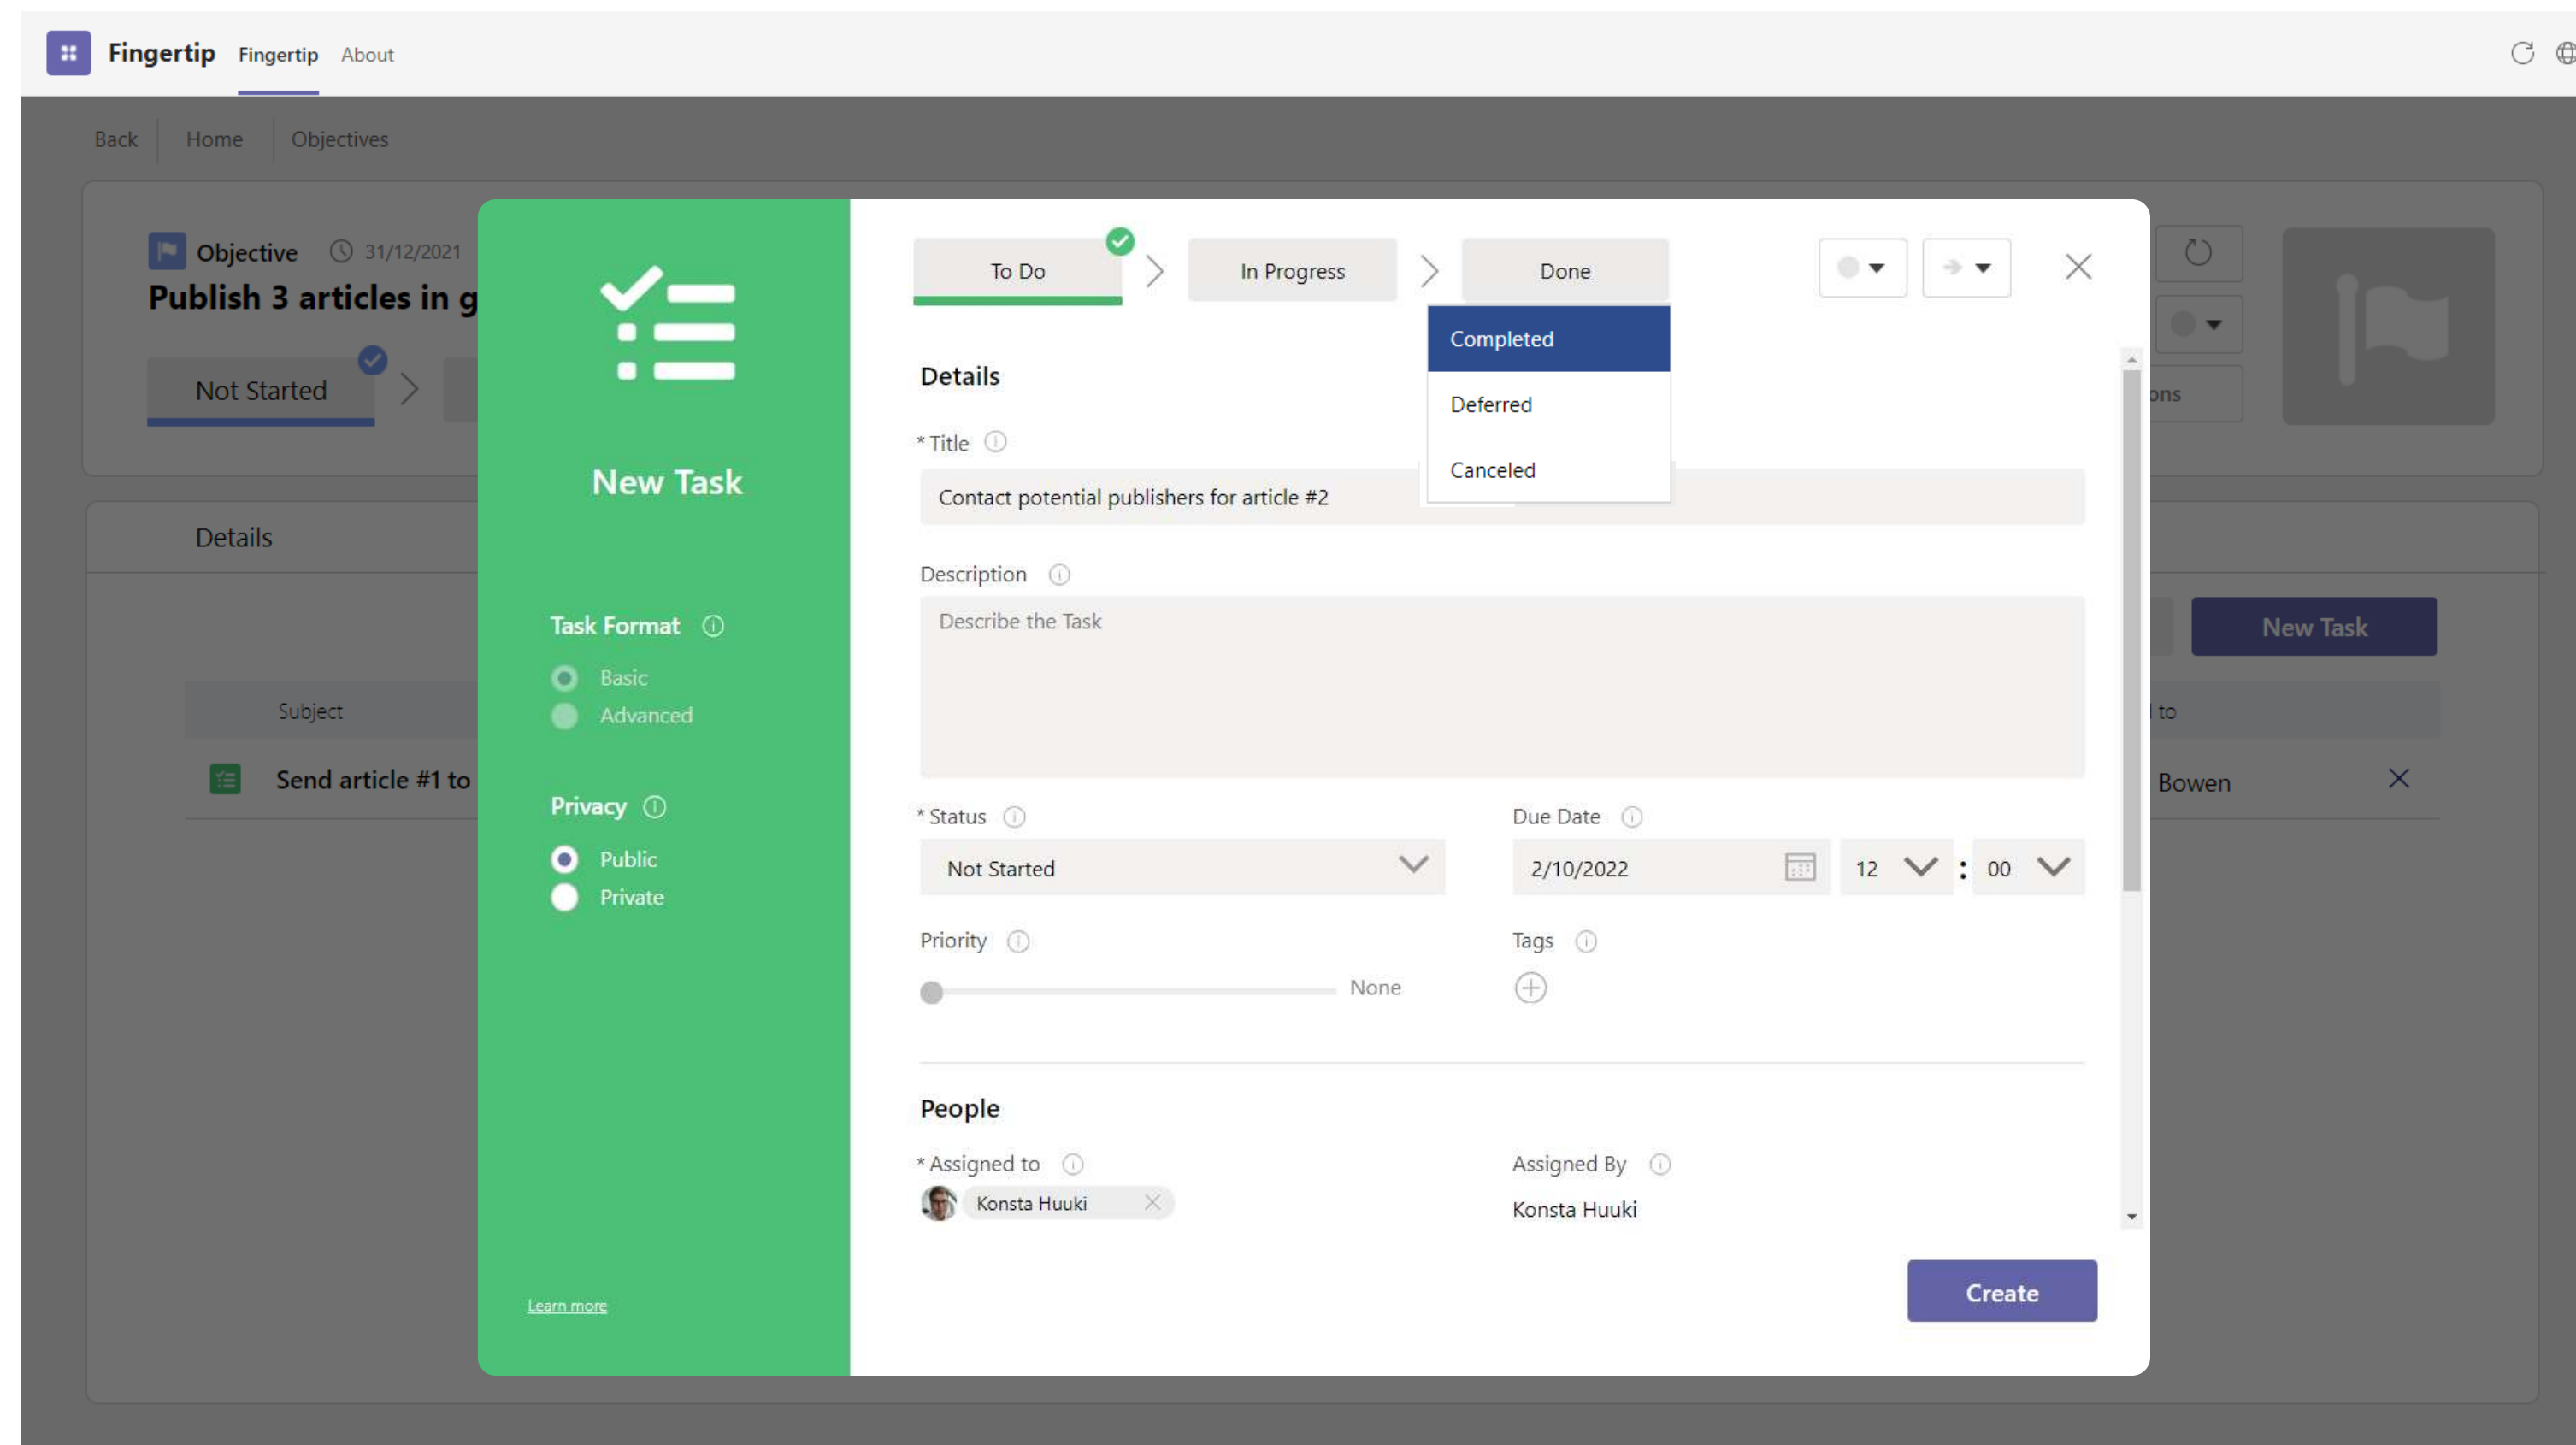 Fingertip Fingertip About
Back Home Objectives
Objective 31/12/2021
Publish 3 articles in g
Not Started
ons
Details
New Task
Subject
to
Send article #1 to
Bowen
New Task
Task Format
Basic
Advanced
Privacy
Public
Private
Learn more
To Do In Progress Done
Completed
Deferred
Canceled
Details
* Title
Contact potential publishers for article #2
Description
Describe the Task
* Status Due Date
Not Started 2/10/2022 12 : 00
Priority Tags
None
People
* Assigned to Assigned By
Konsta Huuki Konsta Huuki
Create